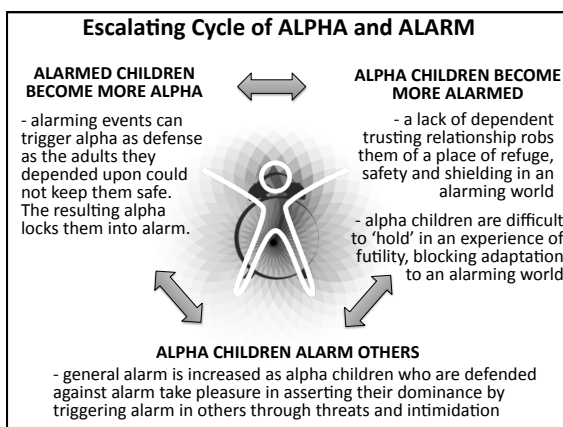 Escalating Cycle of ALPHA and ALARM
ALARMED CHILDREN
BECOME MORE ALPHA
- alarming events can
trigger alpha as defense
as the adults they
depended upon could
not keep them safe.
The resulting alpha
locks them into alarm.
ALPHA CHILDREN BECOME
MORE ALARMED
- a lack of dependent
trusting relationship robs
them of a place of refuge,
safety and shielding in an
alarming world
- alpha children are difficult
to ‘hold’ in an experience of
futility, blocking adaptation
to an alarming world
ALPHA CHILDREN ALARM OTHERS
- general alarm is increased as alpha children who are defended
against alarm take pleasure in asserting their dominance by
triggering alarm in others through threats and intimidation